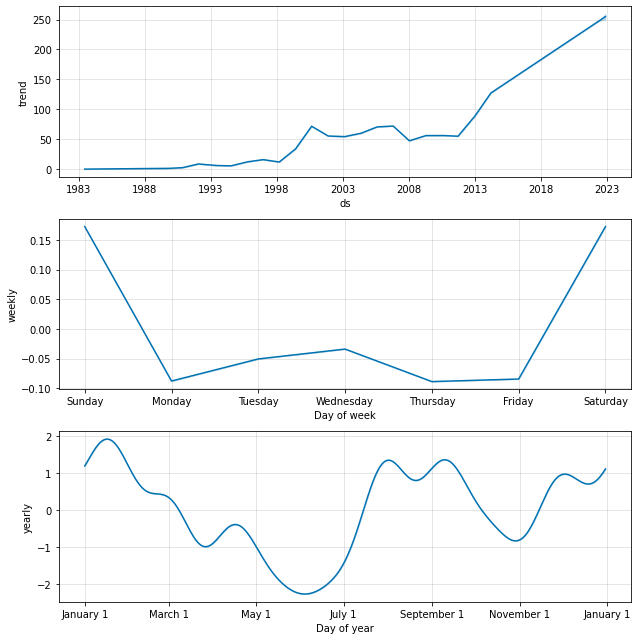 250
200
150
100
50
0
trend
1983 1988 1993 1998 2003 2008 2013 2018 2023
ds
0.15
0.10
0.05
0.00
−0.05
−0.10
weekly
Sunday Monday Tuesday Wednesday Thursday Friday Saturday
Day of week
2
1
0
−1
−2
yearly
January 1 March 1 May 1 July 1 September 1 November 1 January 1
Day of year